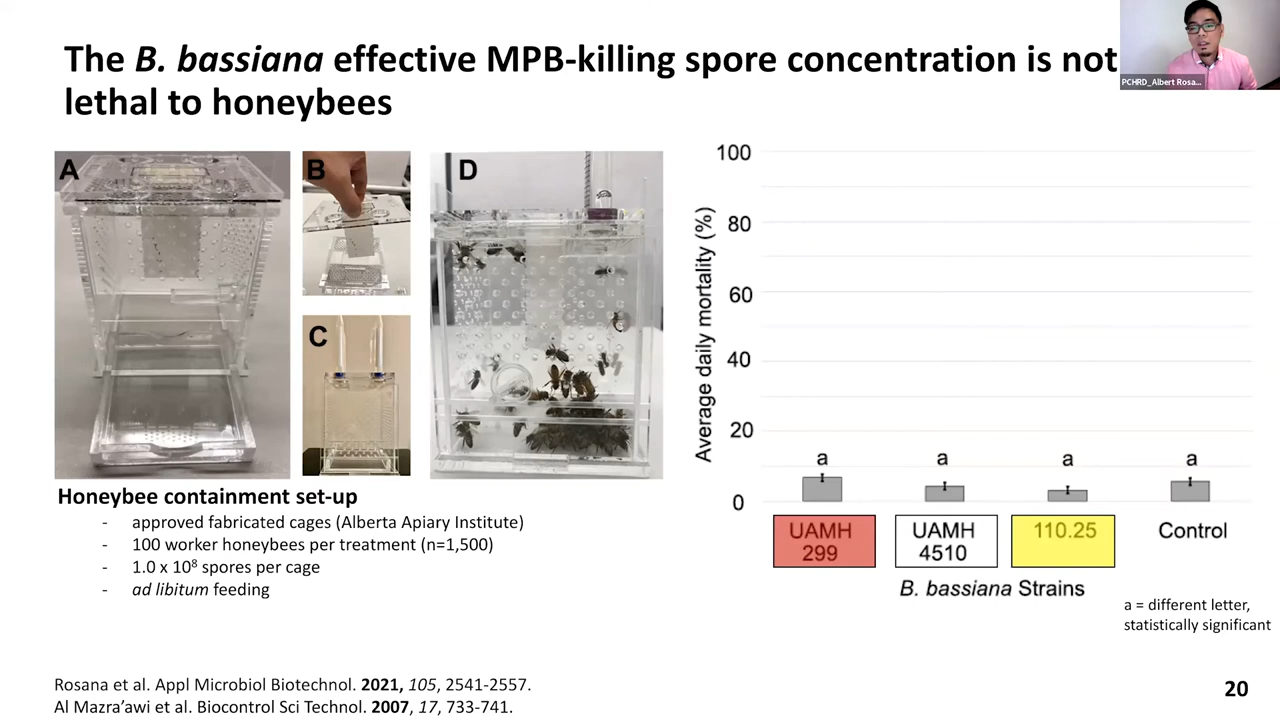 The B. bassiana effective MPB-killing spore concentration is not
lethal to honeybees
PCHRD_Albert Rosa...
A
B
C
D
Honeybee containment set-up
- approved fabricated cages (Alberta Apiary Institute)
- 100 worker honeybees per treatment (n=1,500)
- 1.0 x 10⁸ spores per cage
- ad libitum feeding
Average daily mortality (%)
100
80
60
40
20
0
a a a a
UAMH 299
UAMH 4510
110.25
Control
B. bassiana Strains
a = different letter,
statistically significant
Rosana et al. Appl Microbiol Biotechnol. 2021, 105, 2541-2557.
Al Mazra’awi et al. Biocontrol Sci Technol. 2007, 17, 733-741.
20